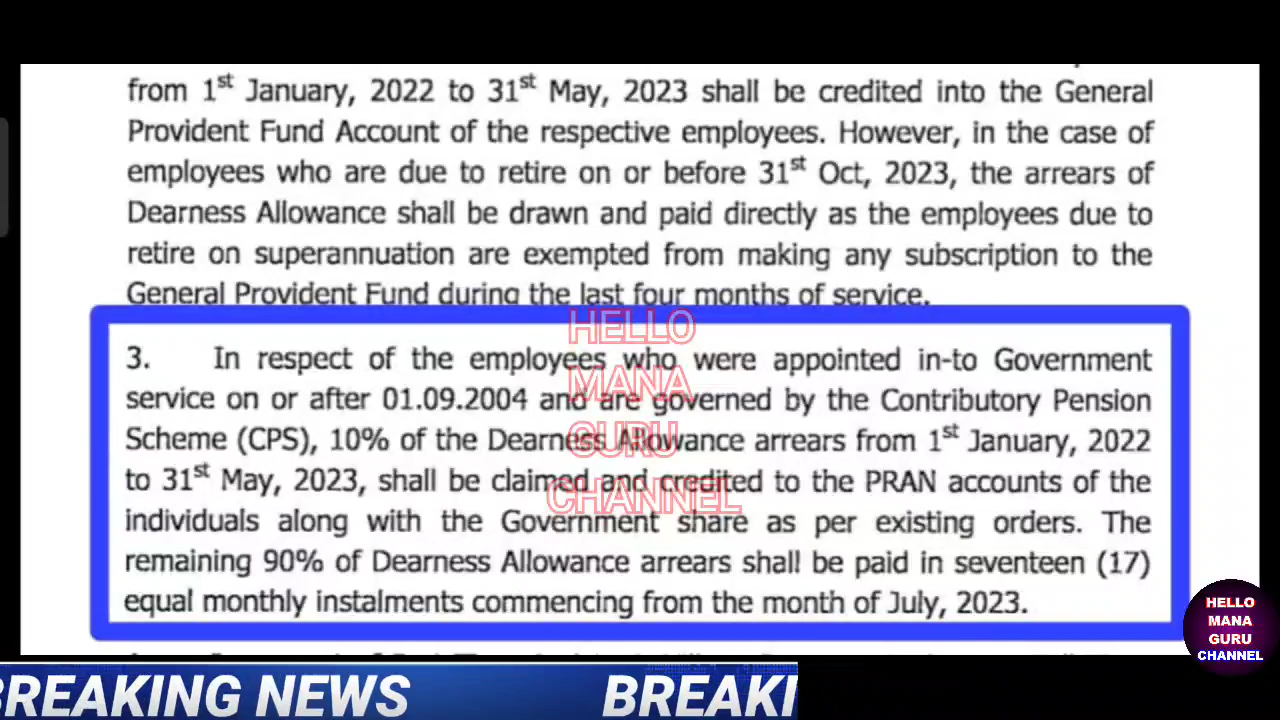 from 1st January, 2022 to 31st May, 2023 shall be credited into the General
Provident Fund Account of the respective employees. However, in the case of
employees who are due to retire on or before 31st Oct, 2023, the arrears of
Dearness Allowance shall be drawn and paid directly as the employees due to
retire on superannuation are exempted from making any subscription to the
General Provident Fund during the last four months of service.
3. In respect of the employees who were appointed in-to Government
service on or after 01.09.2004 and are governed by the Contributory Pension
Scheme (CPS), 10% of the Dearness Allowance arrears from 1st January, 2022
to 31st May, 2023, shall be claimed and credited to the PRAN accounts of the
individuals along with the Government share as per existing orders. The
remaining 90% of Dearness Allowance arrears shall be paid in seventeen (17)
equal monthly instalments commencing from the month of July, 2023.
HELLO
MANA
GURU
CHANNEL
HELLO
MANA
GURU
CHANNEL
BREAKING NEWS
BREAKI